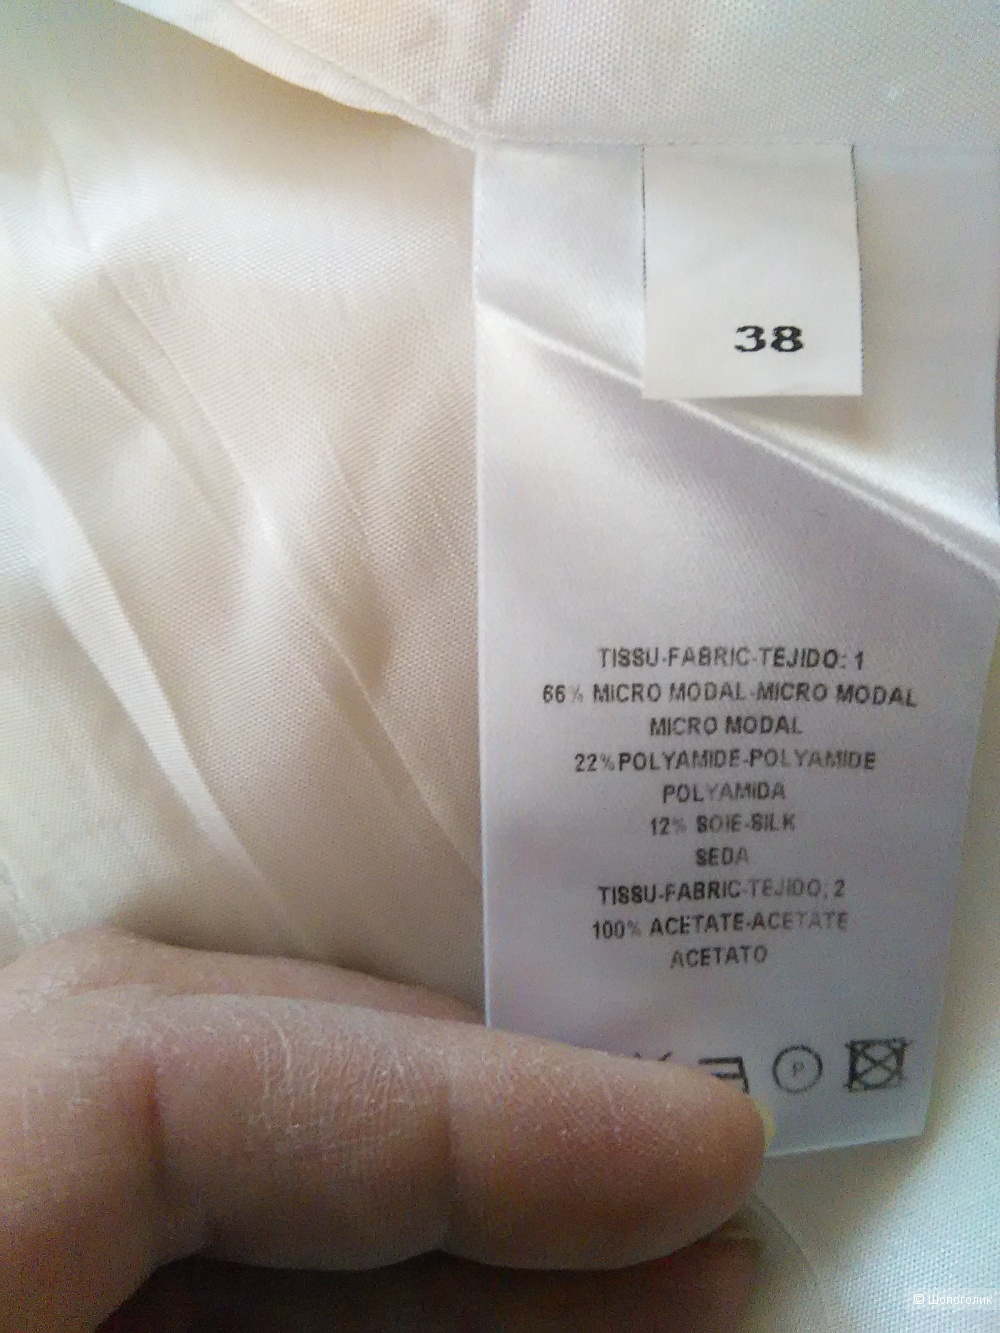 38
TISSU-FABRIC-TEJIDO: 1
66% MICRO MODAL-MICRO MODAL
MICRO MODAL
22%POLYAMIDE-POLYAMIDE
POLYAMIDA
12% SOIE-SILK
SEDA
TISSU-FABRIC-TEJIDO; 2
100% ACETATE-ACETATE
ACETATO
P
© Шопоголик